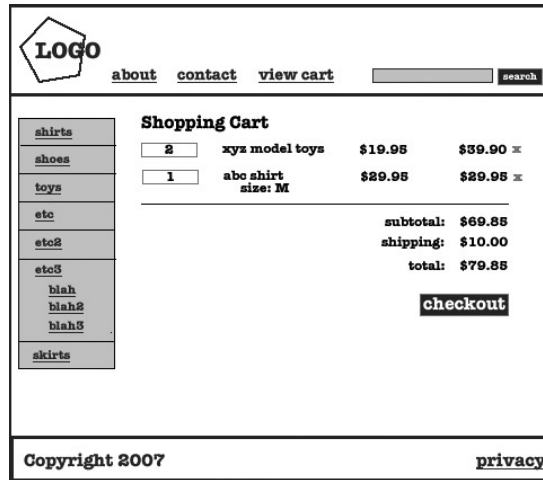 LOGO
about contact view cart search
shirts
shoes
toys
etc
etc2
etc3
blah
blah2
blah3
skirts
Shopping Cart
2 xyz model toys $19.95 $39.90 x
1 abc shirt $29.95 $29.95 x
size: M
subtotal: $69.85
shipping: $10.00
total: $79.85
checkout
Copyright 2007 privacy